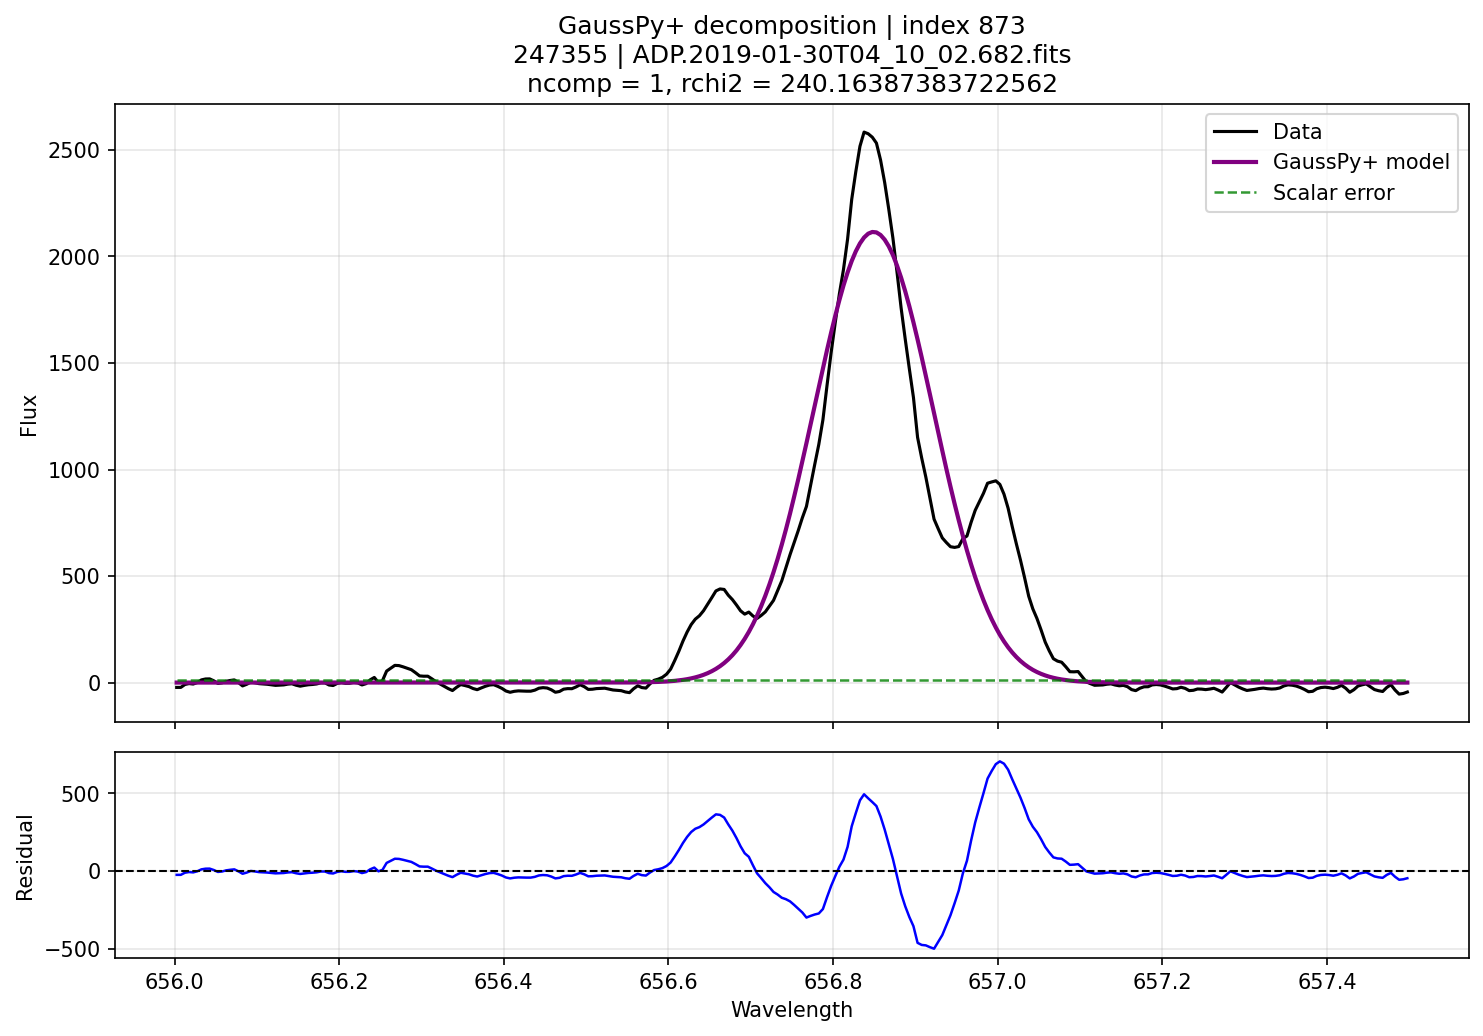 GaussPy+ decomposition | index 873
247355 | ADP.2019-01-30T04_10_02.682.fits
ncomp = 1, rchi2 = 240.16387383722562
Data
GaussPy+ model
Scalar error
2500
2000
1500
1000
500
0
Flux
500
0
−500
Residual
656.0 656.2 656.4 656.6 656.8 657.0 657.2 657.4
Wavelength